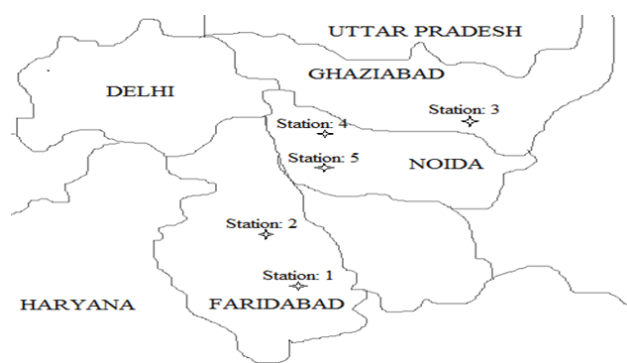 UTTAR PRADESH
GHAZIABAD
DELHI
Station: 3
Station: 4
Station: 5
NOIDA
Station: 2
Station: 1
HARYANA
FARIDABAD